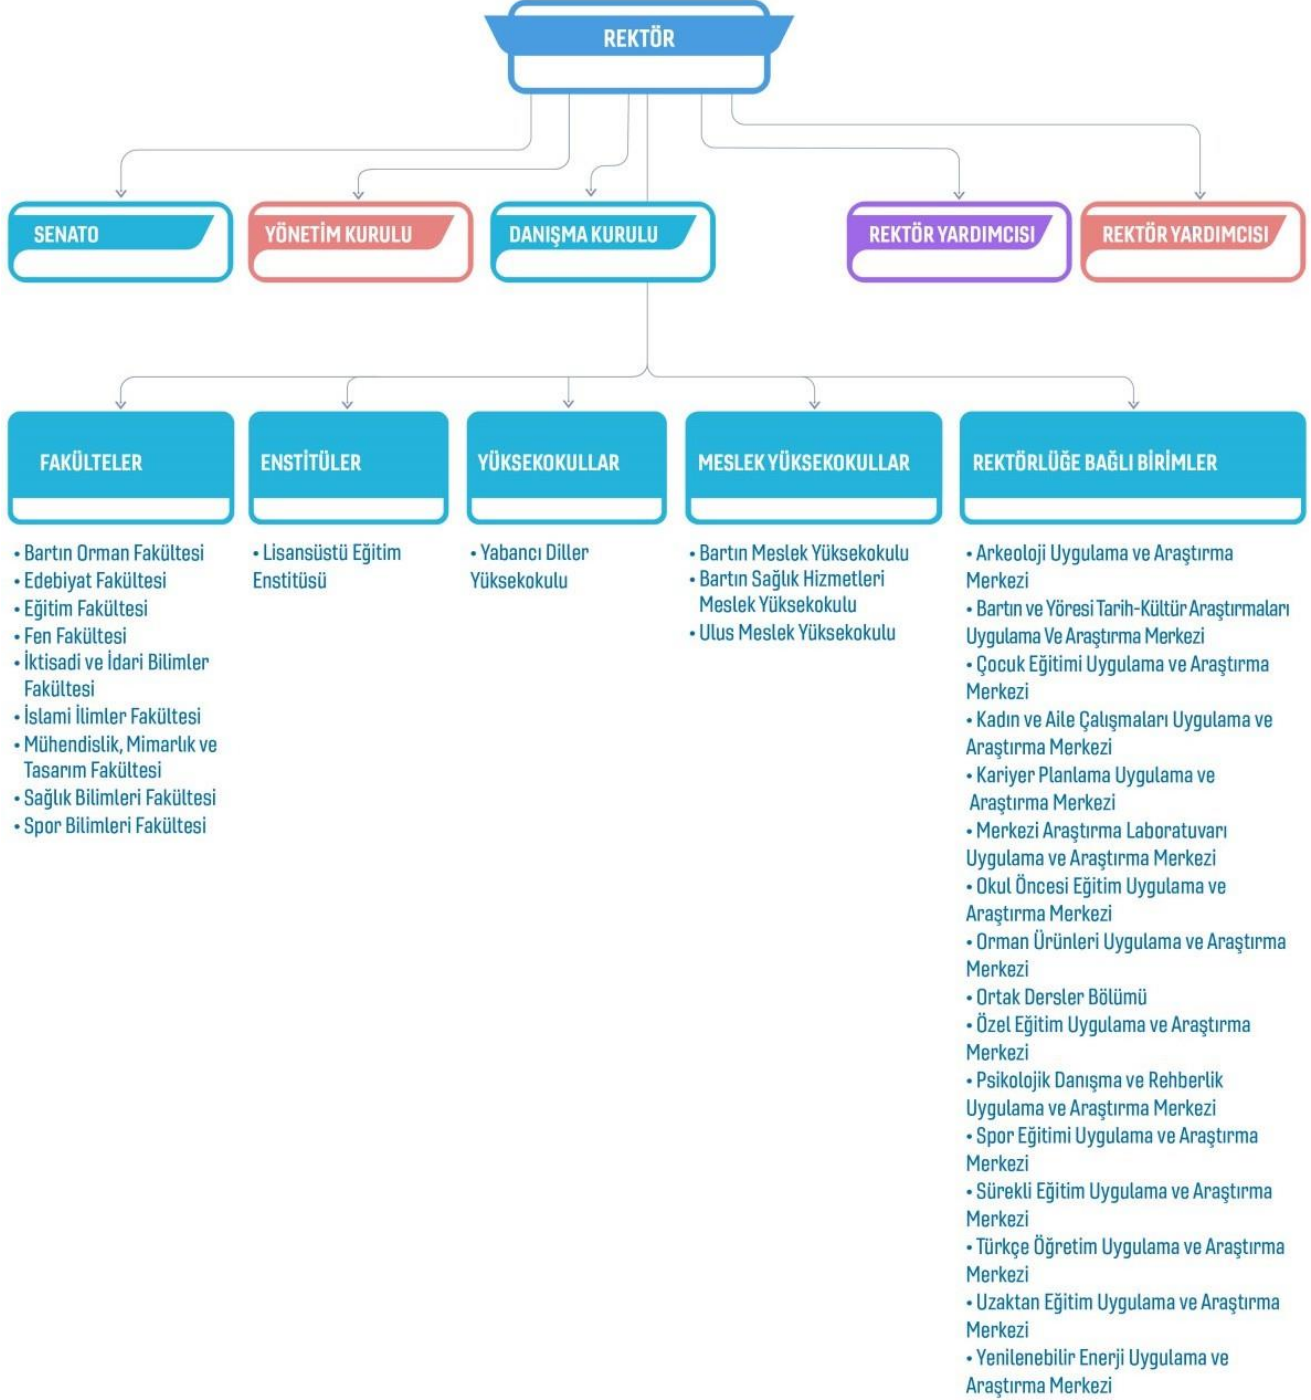 REKTÖR
SENATO
YÖNETİM KURULU
DANIŞMA KURULU
REKTÖR YARDIMCISI
REKTÖR YARDIMCISI
FAKÜLTELER
ENSTİTÜLER
YÜKSEKOKULLAR
MESLEK YÜKSEKOKULLAR
REKTÖRLÜĞE BAĞLI BİRİMLER
• Bartın Orman Fakültesi
• Edebiyat Fakültesi
• Eğitim Fakültesi
• Fen Fakültesi
• İktisadi ve İdari Bilimler
Fakültesi
• İslami İlimler Fakültesi
• Mühendislik, Mimarlık ve
Tasarım Fakültesi
• Sağlık Bilimleri Fakültesi
• Spor Bilimleri Fakültesi
• Lisansüstü Eğitim
Enstitüsü
• Yabancı Diller
Yüksekokulu
• Bartın Meslek Yüksekokulu
• Bartın Sağlık Hizmetleri
Meslek Yüksekokulu
• Ulus Meslek Yüksekokulu
• Arkeoloji Uygulama ve Araştırma
Merkezi
• Bartın ve Yöresi Tarih-Kültür Araştırmaları
Uygulama Ve Araştırma Merkezi
• Çocuk Eğitimi Uygulama ve Araştırma
Merkezi
• Kadın ve Aile Çalışmaları Uygulama ve
Araştırma Merkezi
• Kariyer Planlama Uygulama ve
Araştırma Merkezi
• Merkezi Araştırma Laboratuvarı
Uygulama ve Araştırma Merkezi
• Okul Öncesi Eğitim Uygulama ve
Araştırma Merkezi
• Orman Ürünleri Uygulama ve Araştırma
Merkezi
• Ortak Dersler Bölümü
• Özel Eğitim Uygulama ve Araştırma
Merkezi
• Psikolojik Danışma ve Rehberlik
Uygulama ve Araştırma Merkezi
• Spor Eğitimi Uygulama ve Araştırma
Merkezi
• Sürekli Eğitim Uygulama ve Araştırma
Merkezi
• Türkçe Öğretim Uygulama ve Araştırma
Merkezi
• Uzaktan Eğitim Uygulama ve Araştırma
Merkezi
• Yenilenebilir Enerji Uygulama ve
Araştırma Merkezi